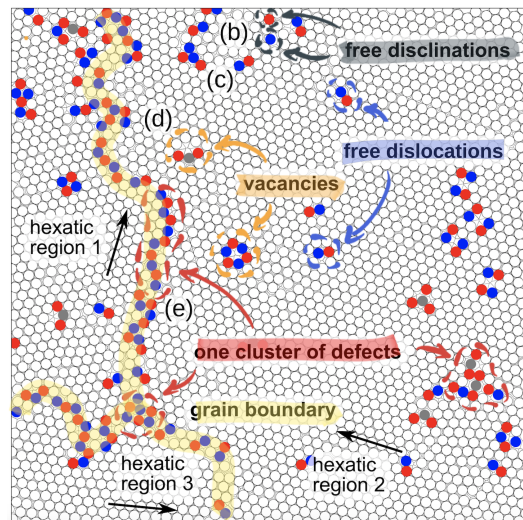 (b)
free disclinations
(c)
(d)
free dislocations
vacancies
hexatic
region 1
(e)
one cluster of defects
grain boundary
hexatic
region 3
hexatic
region 2